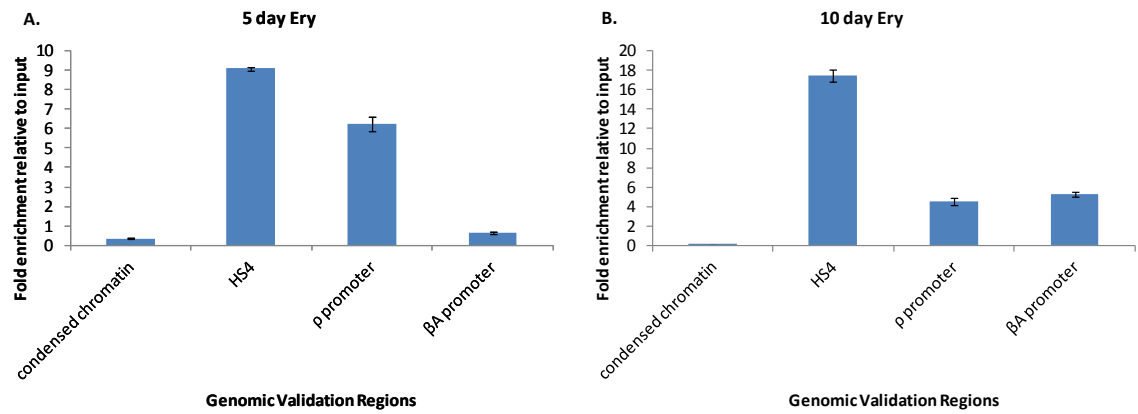 A.
5 day Ery
Fold enrichment relative to input
10
9
8
7
6
5
4
3
2
1
0
condensed chromatin
HS4
ρ promoter
βA promoter
Genomic Validation Regions
B.
10 day Ery
Fold enrichment relative to input
20
18
16
14
12
10
8
6
4
2
0
condensed chromatin
HS4
ρ promoter
βA promoter
Genomic Validation Regions